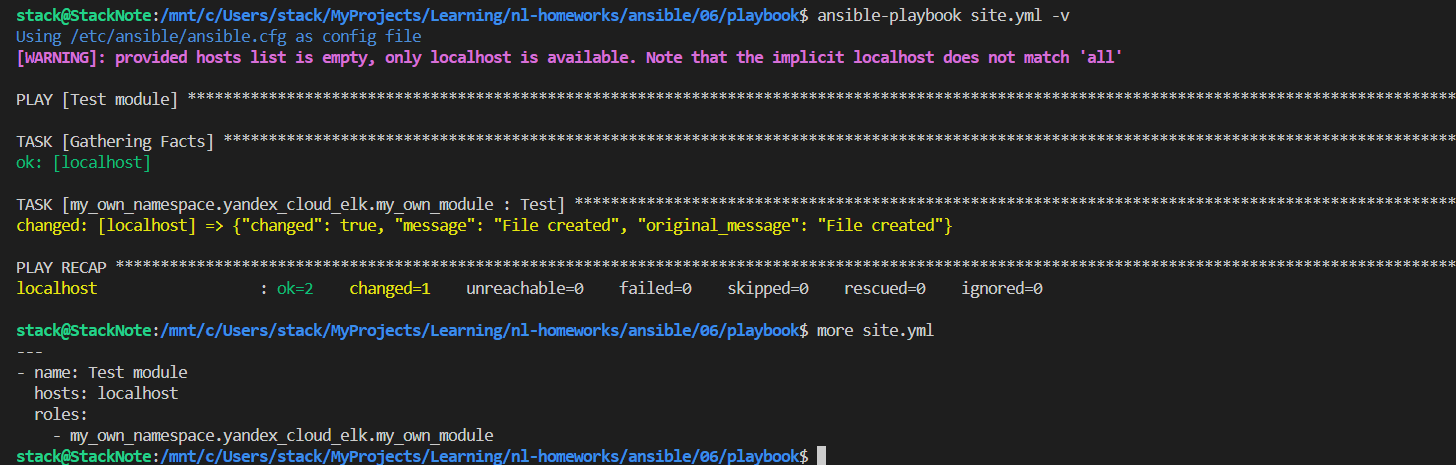 stack@StackNote:/mnt/c/Users/stack/MyProjects/Learning/nl-homeworks/ansible/06/playbook$ ansible-playbook site.yml -v
Using /etc/ansible/ansible.cfg as config file
[WARNING]: provided hosts list is empty, only localhost is available. Note that the implicit localhost does not match 'all'
PLAY [Test module] *********************************************************************************************************************************************
TASK [Gathering Facts] *****************************************************************************************************************************************
ok: [localhost]
TASK [my_own_namespace.yandex_cloud_elk.my_own_module : Test] **************************************************************************************************
changed: [localhost] => {"changed": true, "message": "File created", "original_message": "File created"}
PLAY RECAP *****************************************************************************************************************************************************
localhost                  : ok=2    changed=1    unreachable=0    failed=0    skipped=0    rescued=0    ignored=0
stack@StackNote:/mnt/c/Users/stack/MyProjects/Learning/nl-homeworks/ansible/06/playbook$ more site.yml
---
- name: Test module
  hosts: localhost
  roles:
    - my_own_namespace.yandex_cloud_elk.my_own_module
stack@StackNote:/mnt/c/Users/stack/MyProjects/Learning/nl-homeworks/ansible/06/playbook$